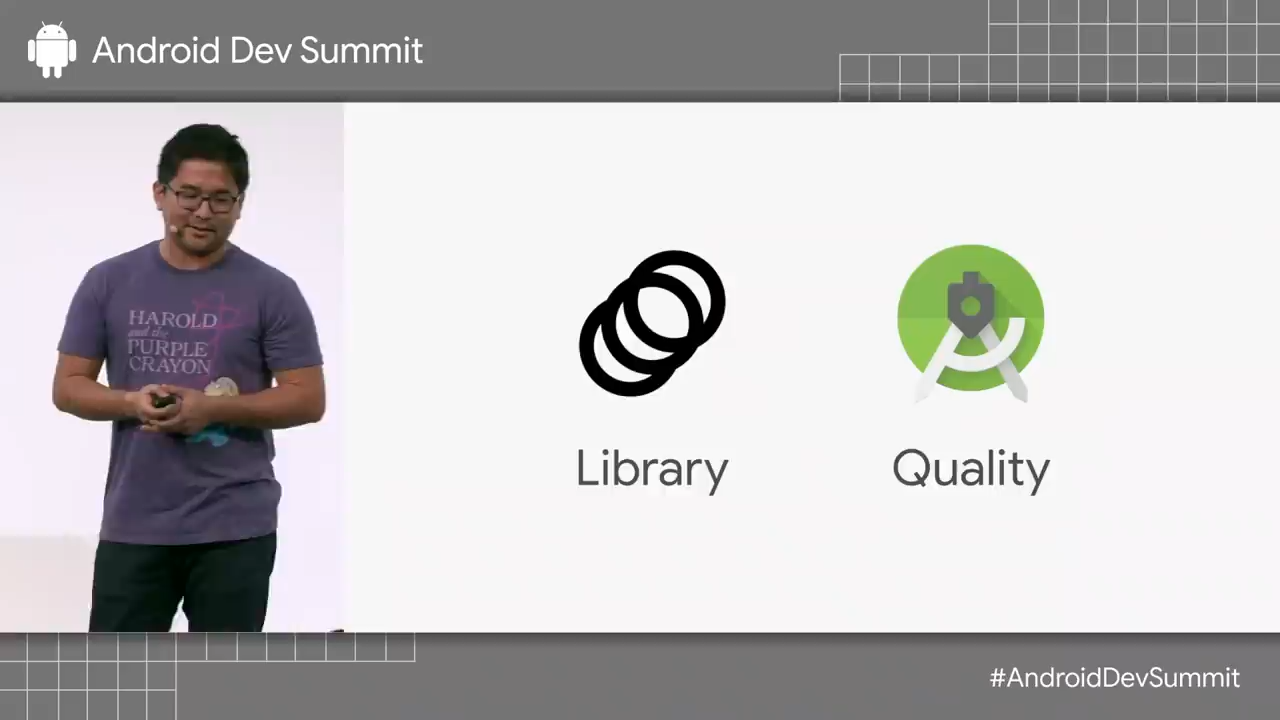 Android Dev Summit
HAROLD
and the
PURPLE
CRAYON
Library
Quality
#AndroidDevSummit